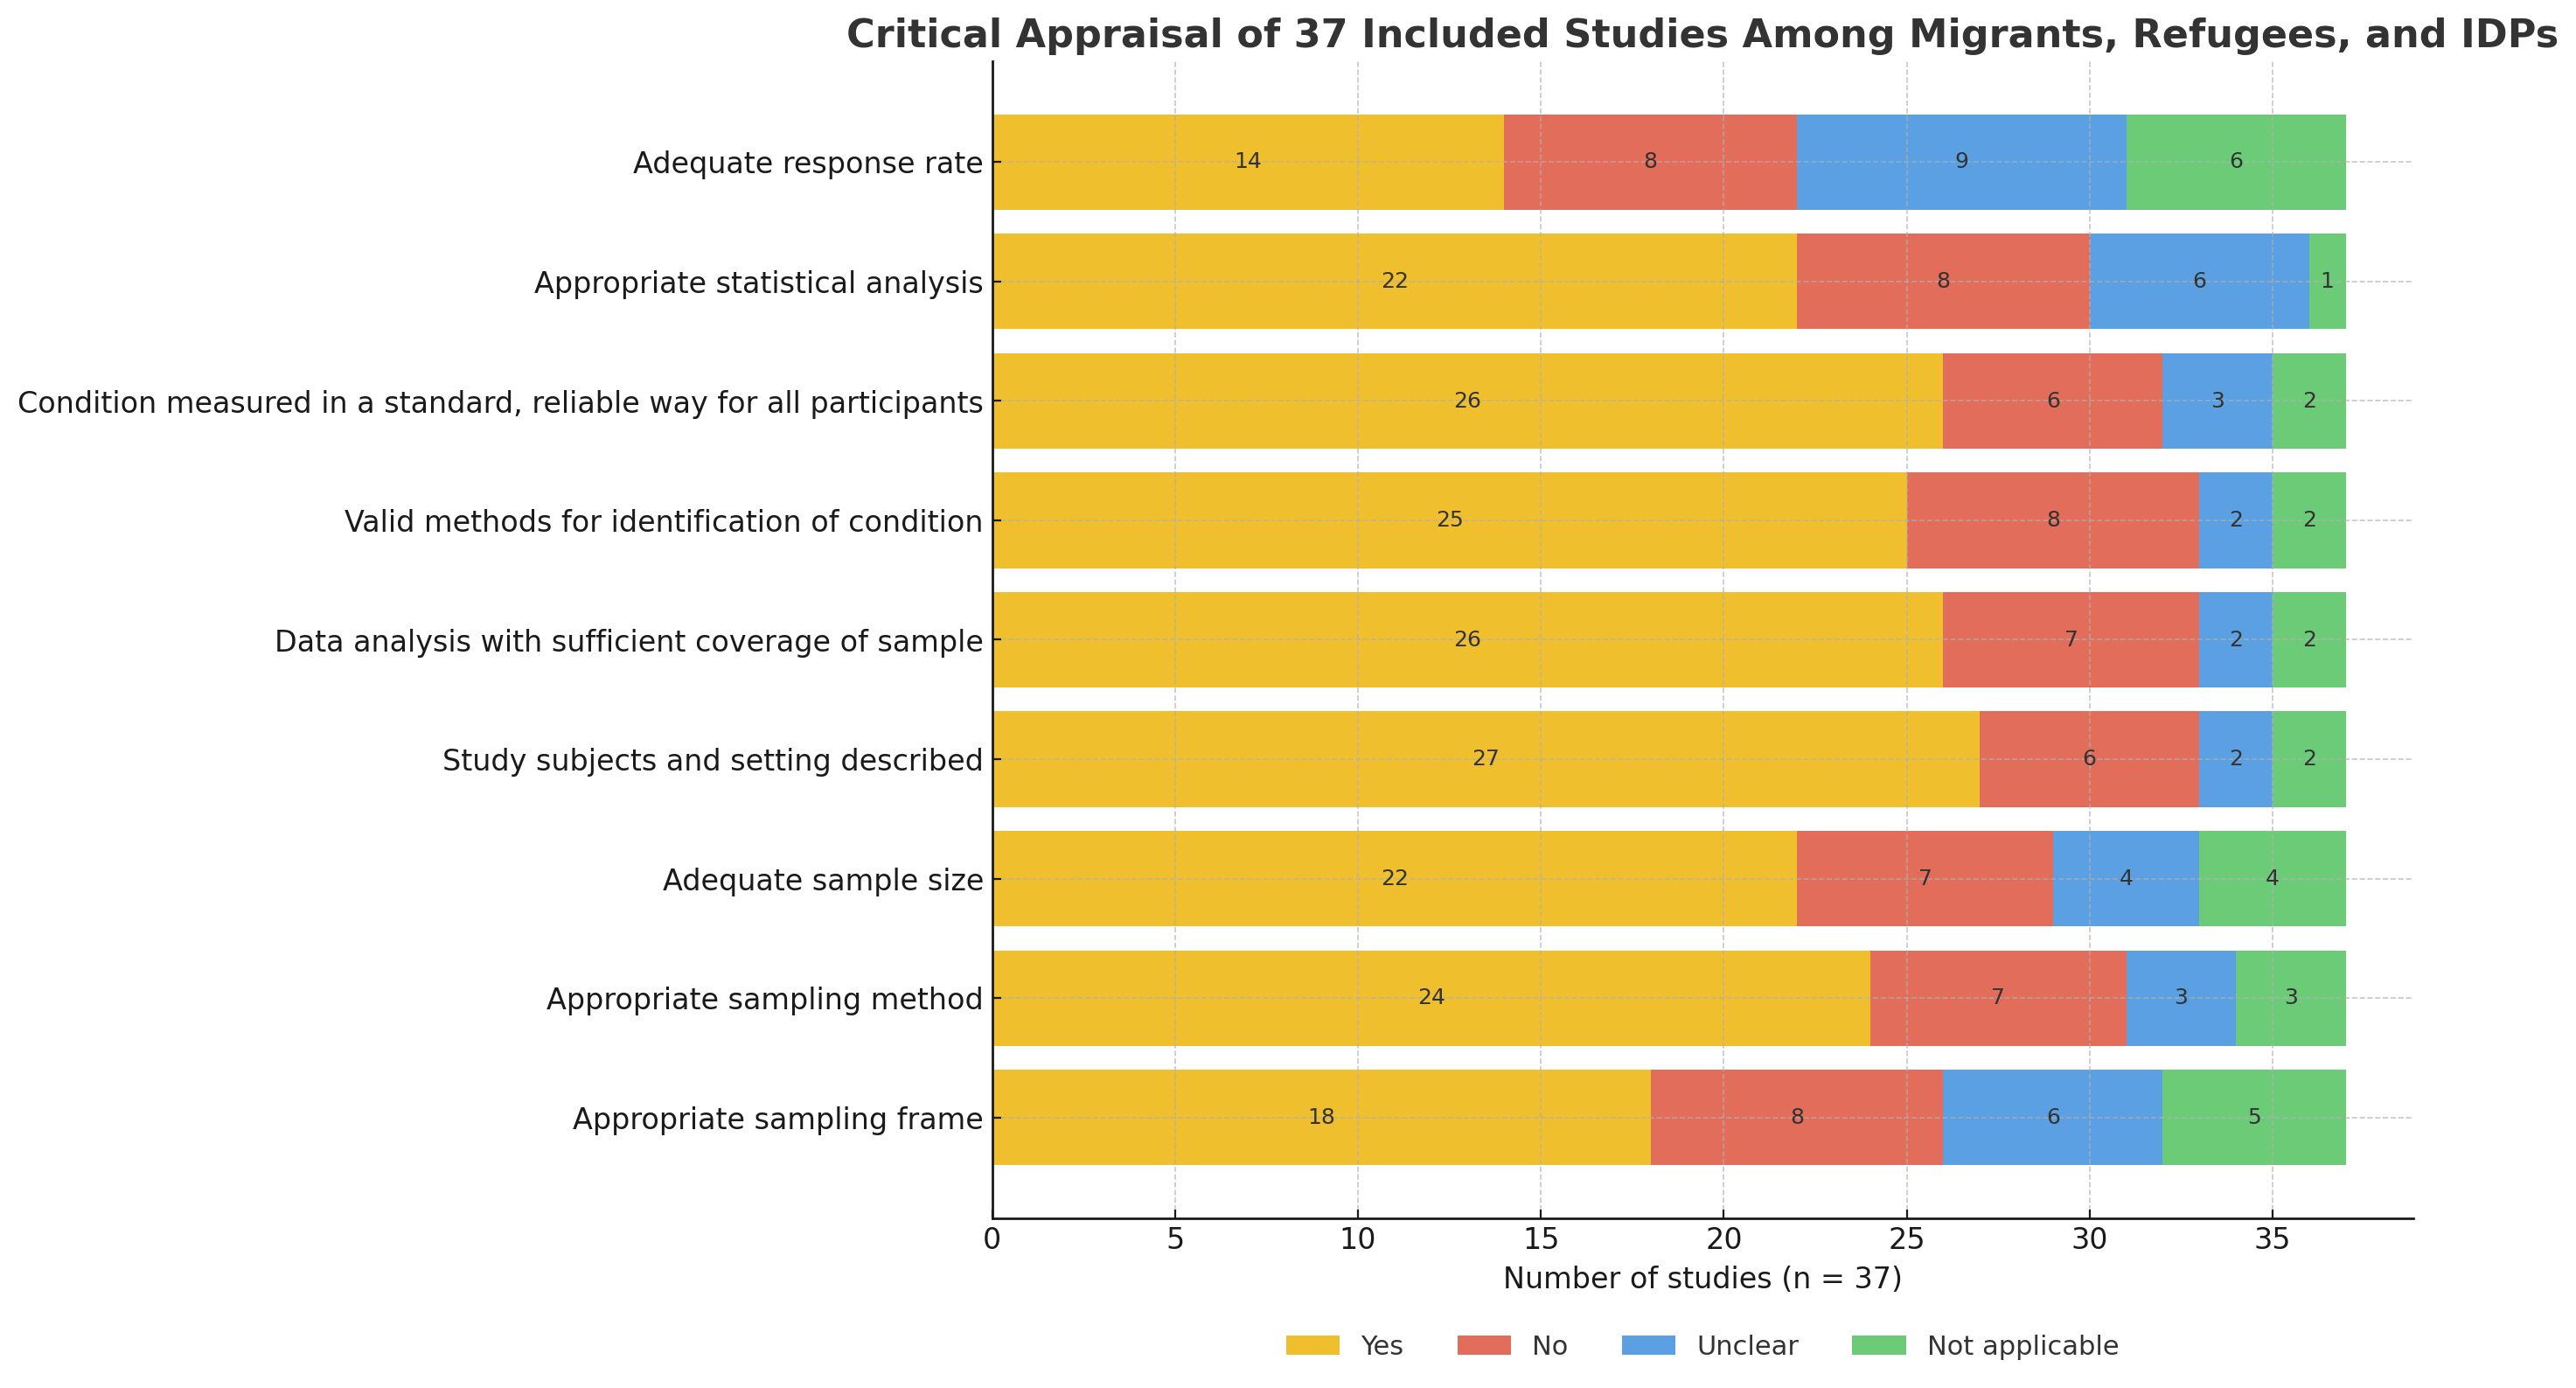 Critical Appraisal of 37 Included Studies Among Migrants, Refugees, and IDPs
Adequate response rate 14 8 9 6
Appropriate statistical analysis 22 8 6 1
Condition measured in a standard, reliable way for all participants 26 6 3 2
Valid methods for identification of condition 25 8 2 2
Data analysis with sufficient coverage of sample 26 7 2 2
Study subjects and setting described 27 6 2 2
Adequate sample size 22 7 4 4
Appropriate sampling method 24 7 3 3
Appropriate sampling frame 18 8 6 5
0 5 10 15 20 25 30 35
Number of studies (n = 37)
Yes No Unclear Not applicable